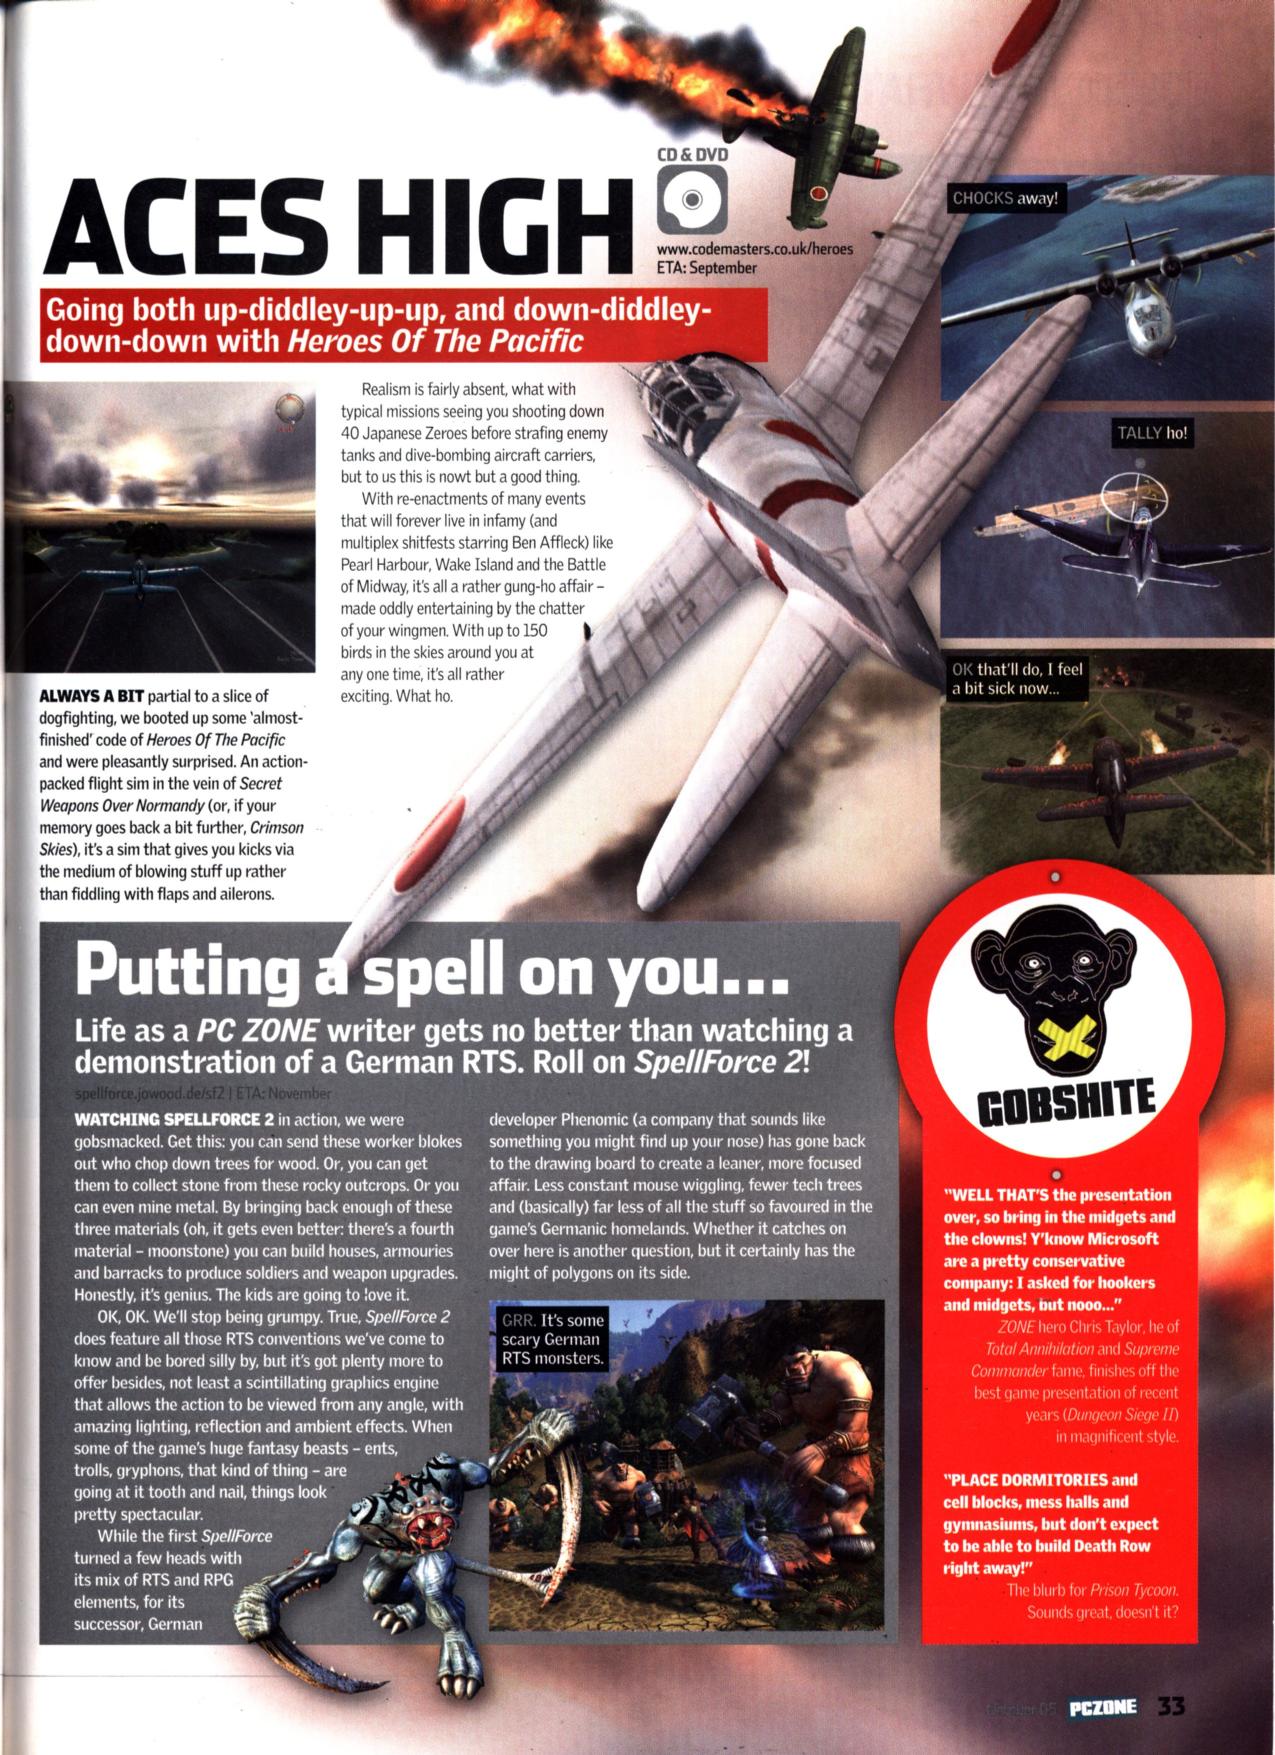 CD & DVD
ACES HIGH
www.codemasters.co.uk/heroes
ETA: September
Going both up-diddley-up-up, and down-diddley-
down-down with Heroes Of The Pacific
ALWAYS A BIT partial to a slice of
dogfighting, we booted up some 'almost-
finished' code of Heroes Of The Pacific
and were pleasantly surprised. An action-
packed flight sim in the vein of Secret
Weapons Over Normandy (or, if your
memory goes back a bit further, Crimson
Skies), it's a sim that gives you kicks via
the medium of blowing stuff up rather
than fiddling with flaps and ailerons.
Realism is fairly absent, what with
typical missions seeing you shooting down
40 Japanese Zeroes before strafing enemy
tanks and dive-bombing aircraft carriers,
but to us this is nowt but a good thing.
With re-enactments of many events
that will forever live in infamy (and
multiplex shitfests starring Ben Affleck) like
Pearl Harbour, Wake Island and the Battle
of Midway, it's all a rather gung-ho affair –
made oddly entertaining by the chatter
of your wingmen. With up to 150
birds in the skies around you at
any one time, it's all rather
exciting. What ho.
CHOCKS away!
TALLY ho!
OK that'll do, I feel
a bit sick now...
Putting a spell on you...
Life as a PC ZONE writer gets no better than watching a
demonstration of a German RTS. Roll on SpellForce 2!
spellforce.jowood.de/sf2 | ETA: November
WATCHING SPELLFORCE 2 in action, we were
gobsmacked. Get this: you can send these worker blokes
out who chop down trees for wood. Or, you can get
them to collect stone from these rocky outcrops. Or you
can even mine metal. By bringing back enough of these
three materials (oh, it gets even better: there's a fourth
material – moonstone) you can build houses, armouries
and barracks to produce soldiers and weapon upgrades.
Honestly, it's genius. The kids are going to love it.
OK, OK. We'll stop being grumpy. True, SpellForce 2
does feature all those RTS conventions we've come to
know and be bored silly by, but it's got plenty more to
offer besides, not least a scintillating graphics engine
that allows the action to be viewed from any angle, with
amazing lighting, reflection and ambient effects. When
some of the game's huge fantasy beasts – ents,
trolls, gryphons, that kind of thing – are
going at it tooth and nail, things look
pretty spectacular.
While the first SpellForce
turned a few heads with
its mix of RTS and RPG
elements, for its
successor, German
developer Phenomic (a company that sounds like
something you might find up your nose) has gone back
to the drawing board to create a leaner, more focused
affair. Less constant mouse wiggling, fewer tech trees
and (basically) far less of all the stuff so favoured in the
game's Germanic homelands. Whether it catches on
over here is another question, but it certainly has the
might of polygons on its side.
GRR. It's some
scary German
RTS monsters.
GOBSHITE
"WELL THAT'S the presentation
over, so bring in the midgets and
the clowns! Y'know Microsoft
are a pretty conservative
company: I asked for hookers
and midgets, but nooo..."
ZONE hero Chris Taylor, he of
Total Annihilation and Supreme
Commander fame, finishes off the
best game presentation of recent
years (Dungeon Siege II)
in magnificent style.
"PLACE DORMITORIES and
cell blocks, mess halls and
gymnasiums, but don't expect
to be able to build Death Row
right away!"
The blurb for Prison Tycoon.
Sounds great, doesn't it?
PCZONE 33